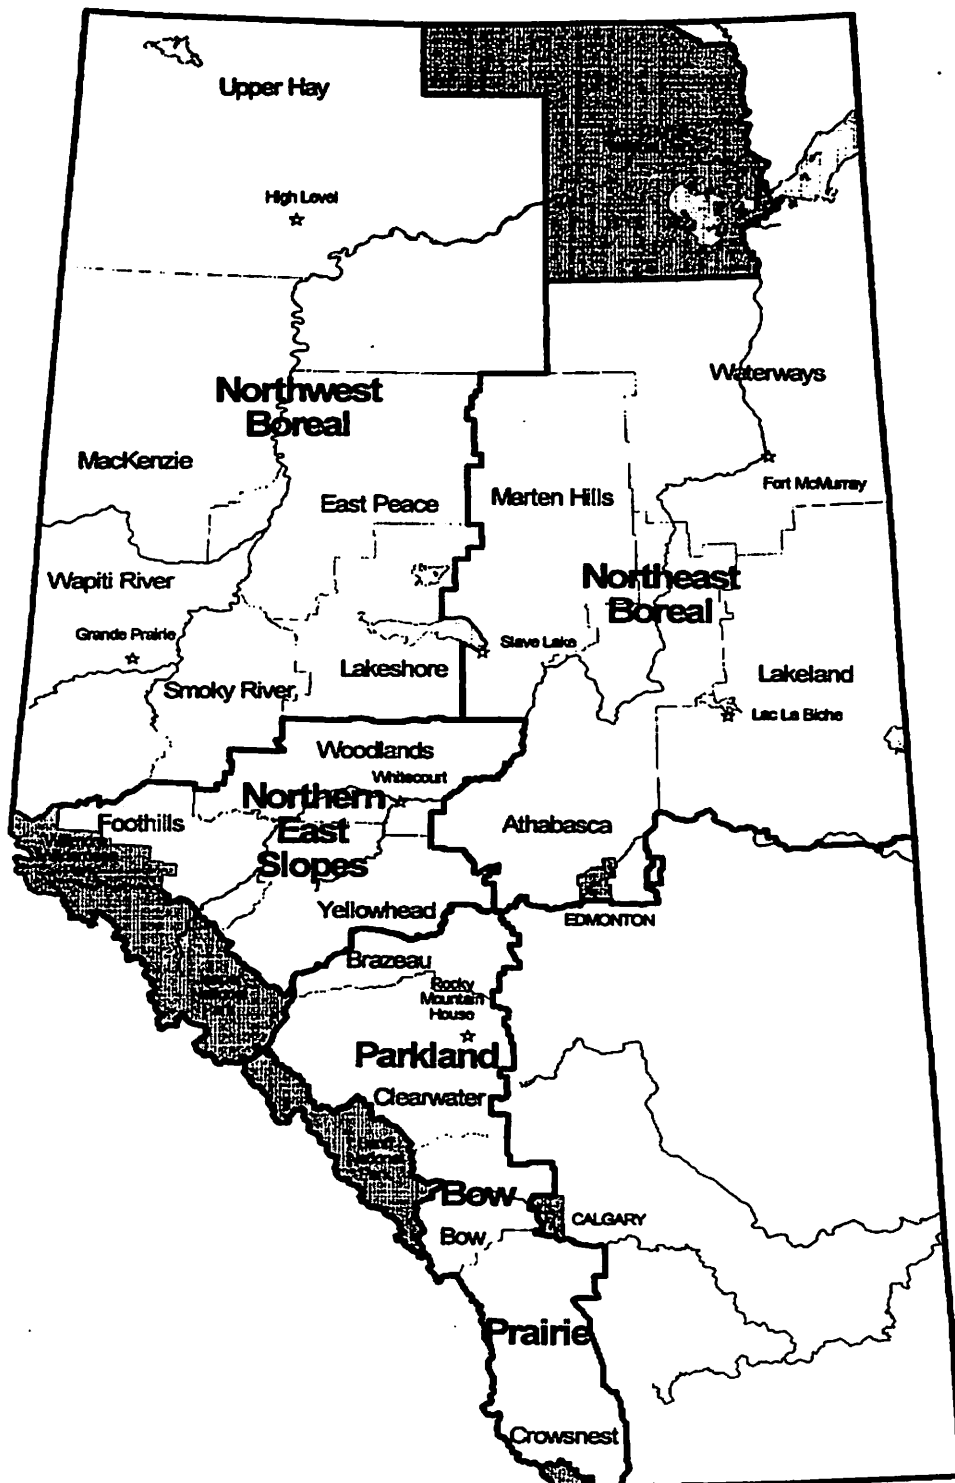 Upper Hay
High Level
Northwest
Boreal
Waterways
MacKenzie
East Peace
Marten Hills
Fort McMurray
Wapiti River
Northeast
Boreal
Grande Prairie
Slave Lake
Smoky River
Lakeshore
Lakeland
Lac La Biche
Woodlands
Whitecourt
Northern
East
Slopes
Foothills
Athabasca
Yellowhead
EDMONTON
Brazeau
Rocky
Mountain
House
Parkland
Clearwater
Bow
CALGARY
Bow
Prairie
Crowsnest